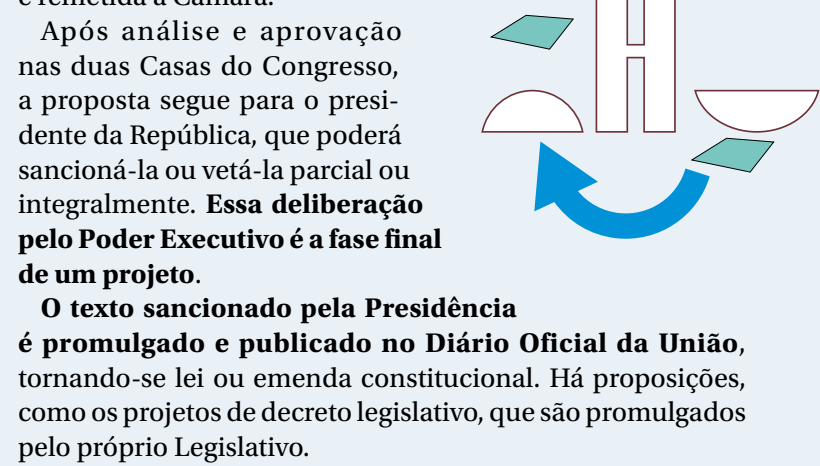 é remetida à Câmara.
Após análise e aprovação
nas duas Casas do Congresso,
a proposta segue para o presi-
dente da República, que poderá
sancioná-la ou vetá-la parcial ou
integralmente. Essa deliberação
pelo Poder Executivo é a fase final
de um projeto.
O texto sancionado pela Presidência
é promulgado e publicado no Diário Oficial da União,
tornando-se lei ou emenda constitucional. Há proposições,
como os projetos de decreto legislativo, que são promulgados
pelo próprio Legislativo.